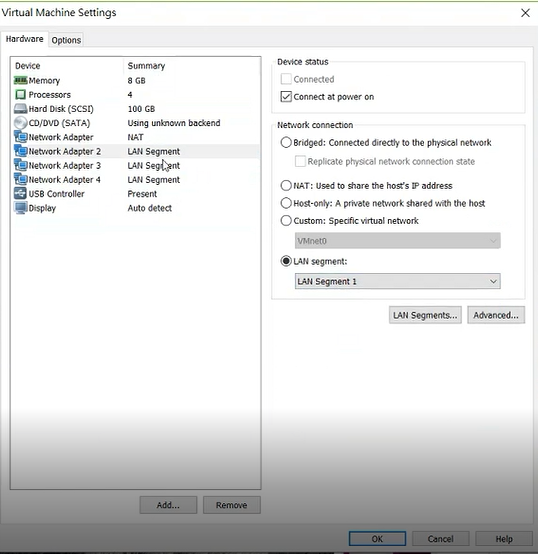 Virtual Machine Settings
Hardware Options
Device Summary
Memory 8 GB
Processors 4
Hard Disk (SCSI) 100 GB
CD/DVD (SATA) Using unknown backend
Network Adapter NAT
Network Adapter 2 LAN Segment
Network Adapter 3 LAN Segment
Network Adapter 4 LAN Segment
USB Controller Present
Display Auto detect
Add... Remove
Device status
Connected
Connect at power on
Network connection
Bridged: Connected directly to the physical network
Replicate physical network connection state
NAT: Used to share the host's IP address
Host-only: A private network shared with the host
Custom: Specific virtual network
VMnet0
LAN segment:
LAN Segment 1
LAN Segments... Advanced...
OK Cancel Help